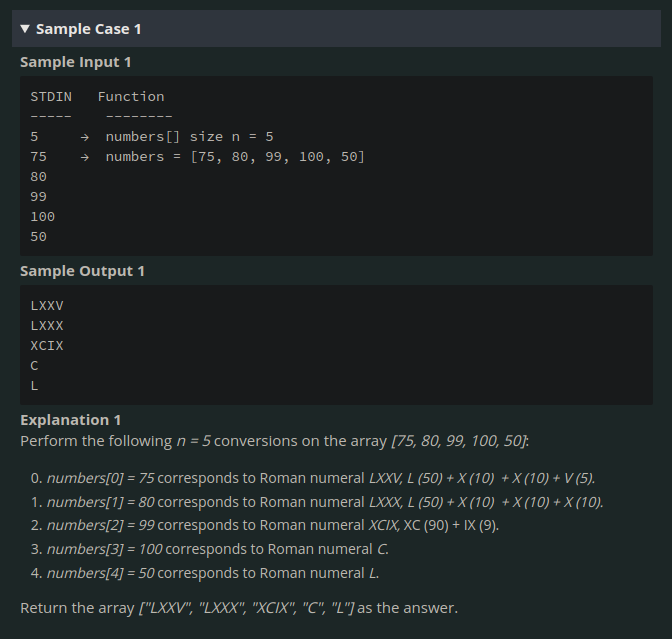 ▼ Sample Case 1
Sample Input 1
STDIN   Function
-----    --------
5     →  numbers[] size n = 5
75    →  numbers = [75, 80, 99, 100, 50]
80
99
100
50
Sample Output 1
LXXV
LXXX
XCIX
C
L
Explanation 1
Perform the following n = 5 conversions on the array [75, 80, 99, 100, 50]:
0. numbers[0] = 75 corresponds to Roman numeral LXXV, L (50) + X (10)  + X (10) + V (5).
1. numbers[1] = 80 corresponds to Roman numeral LXXX, L (50) + X (10)  + X (10) + X (10).
2. numbers[2] = 99 corresponds to Roman numeral XCIX, XC (90) + IX (9).
3. numbers[3] = 100 corresponds to Roman numeral C.
4. numbers[4] = 50 corresponds to Roman numeral L.
Return the array ["LXXV", "LXXX", "XCIX", "C", "L"] as the answer.